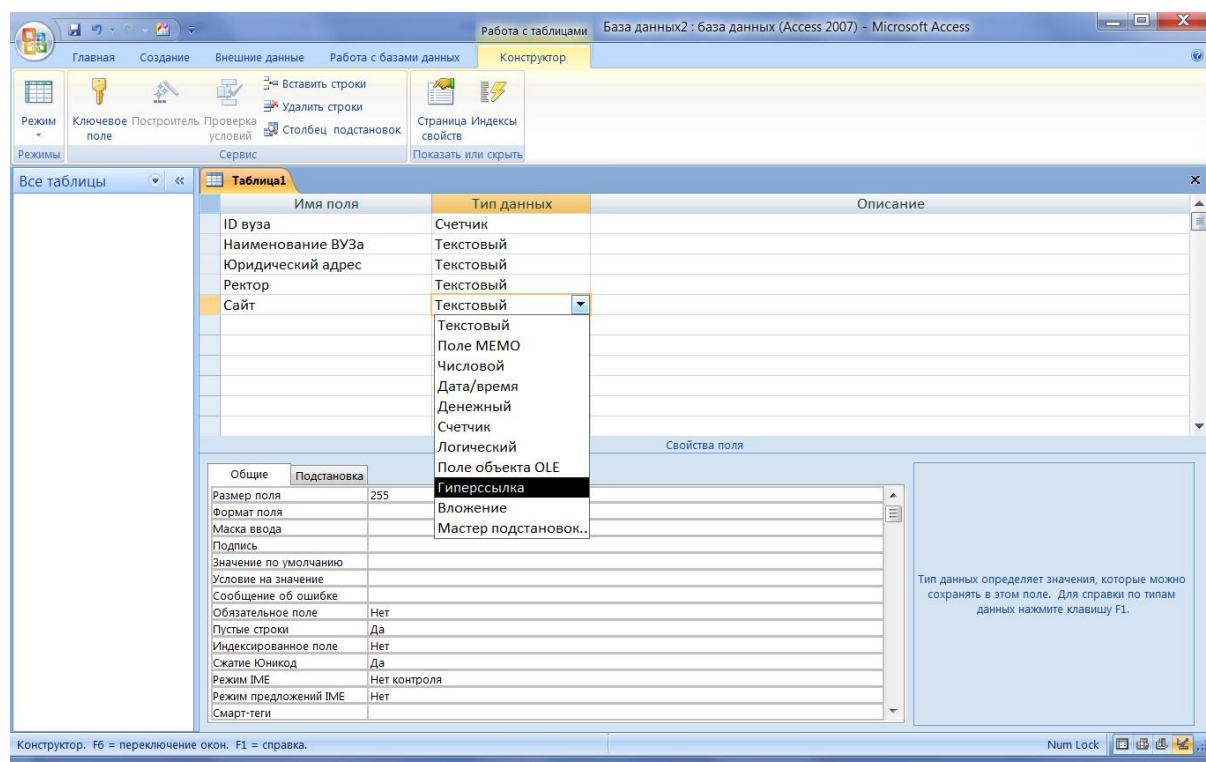 Работа с таблицами База данных2 : база данных (Access 2007) - Microsoft Access
Главная Создание Внешние данные Работа с базами данных Конструктор
Режим
Ключевое поле
Построитель
Проверка условий
Вставить строки
Удалить строки
Столбец подстановок
Страница свойств
Индексы
Режимы Сервис Показать или скрыть
Все таблицы
Таблица1
Имя поля Тип данных Описание
ID вуза Счетчик
Наименование ВУЗа Текстовый
Юридический адрес Текстовый
Ректор Текстовый
Сайт Текстовый
Текстовый
Поле МЕМО
Числовой
Дата/время
Денежный
Счетчик
Логический
Поле объекта OLE
Гиперссылка
Вложение
Мастер подстановок..
Свойства поля
Общие Подстановка
Размер поля 255
Формат поля
Маска ввода
Подпись
Значение по умолчанию
Условие на значение
Сообщение об ошибке
Обязательное поле Нет
Пустые строки Да
Индексированное поле Нет
Сжатие Юникод Да
Режим IME Нет контроля
Режим предложений IME Нет
Смарт-теги
Тип данных определяет значения, которые можно
сохранять в этом поле. Для справки по типам
данных нажмите клавишу F1.
Конструктор. F6 = переключение окон. F1 = справка. Num Lock